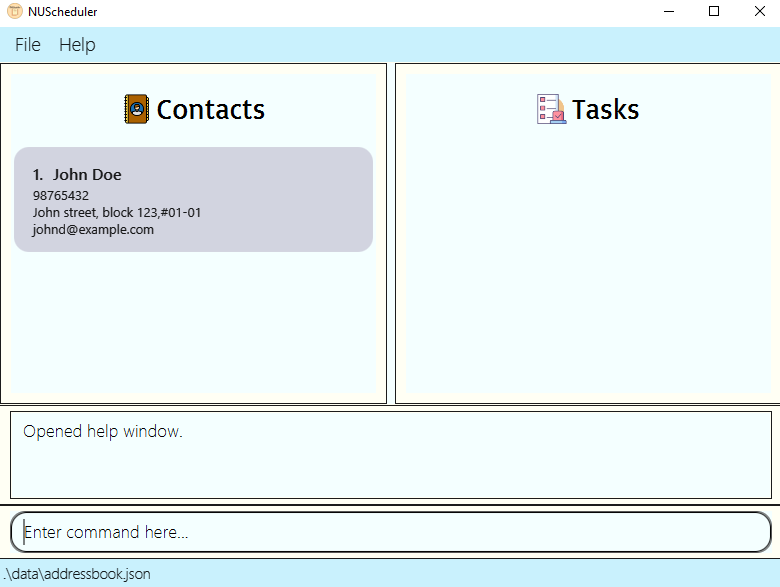 NUScheduler
File Help
Contacts
1. John Doe
98765432
John street, block 123,#01-01
johnd@example.com
Tasks
Opened help window.
Enter command here...
.\data\addressbook.json